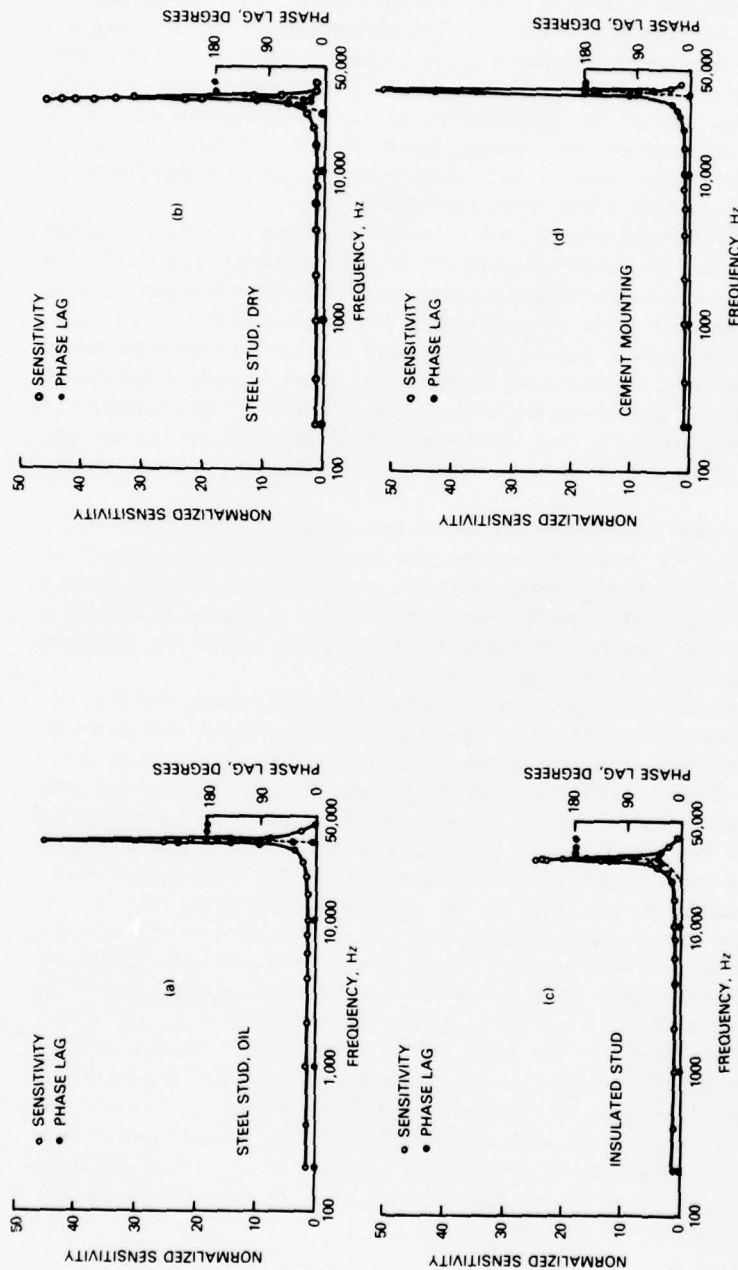 50
40
30
20
10
0
NORMALIZED SENSITIVITY
SENSITIVITY
PHASE LAG
(a)
STEEL STUD, OIL
180
90
0
PHASE LAG, DEGREES
100
1,000
10,000
50,000
FREQUENCY, Hz
50
40
30
20
10
0
NORMALIZED SENSITIVITY
SENSITIVITY
PHASE LAG
(b)
STEEL STUD, DRY
180
90
0
PHASE LAG, DEGREES
100
1000
10,000
50,000
FREQUENCY, Hz
50
40
30
20
10
0
NORMALIZED SENSITIVITY
SENSITIVITY
PHASE LAG
(c)
INSULATED STUD
180
90
0
PHASE LAG, DEGREES
100
1000
10,000
50,000
FREQUENCY, Hz
50
40
30
20
10
0
NORMALIZED SENSITIVITY
SENSITIVITY
PHASE LAG
(d)
CEMENT MOUNTING
180
90
0
PHASE LAG, DEGREES
100
1000
10,000
50,000
FREQUENCY, Hz